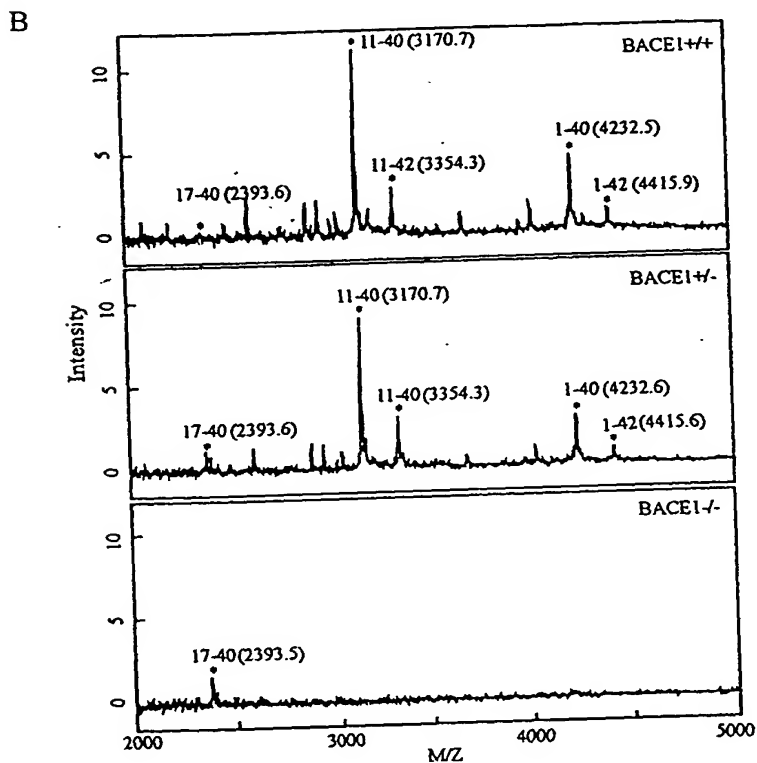 B
11-40 (3170.7)
BACE1+/+
1-40 (4232.5)
11-42 (3354.3)
1-42 (4415.9)
17-40 (2393.6)
10
5
0
BACE1+/-
11-40 (3170.7)
11-40 (3354.3)
1-40 (4232.6)
1-42 (4415.6)
17-40 (2393.6)
10
5
0
Intensity
BACE1-/-
17-40 (2393.5)
10
5
0
2000 3000 4000 5000
M/Z